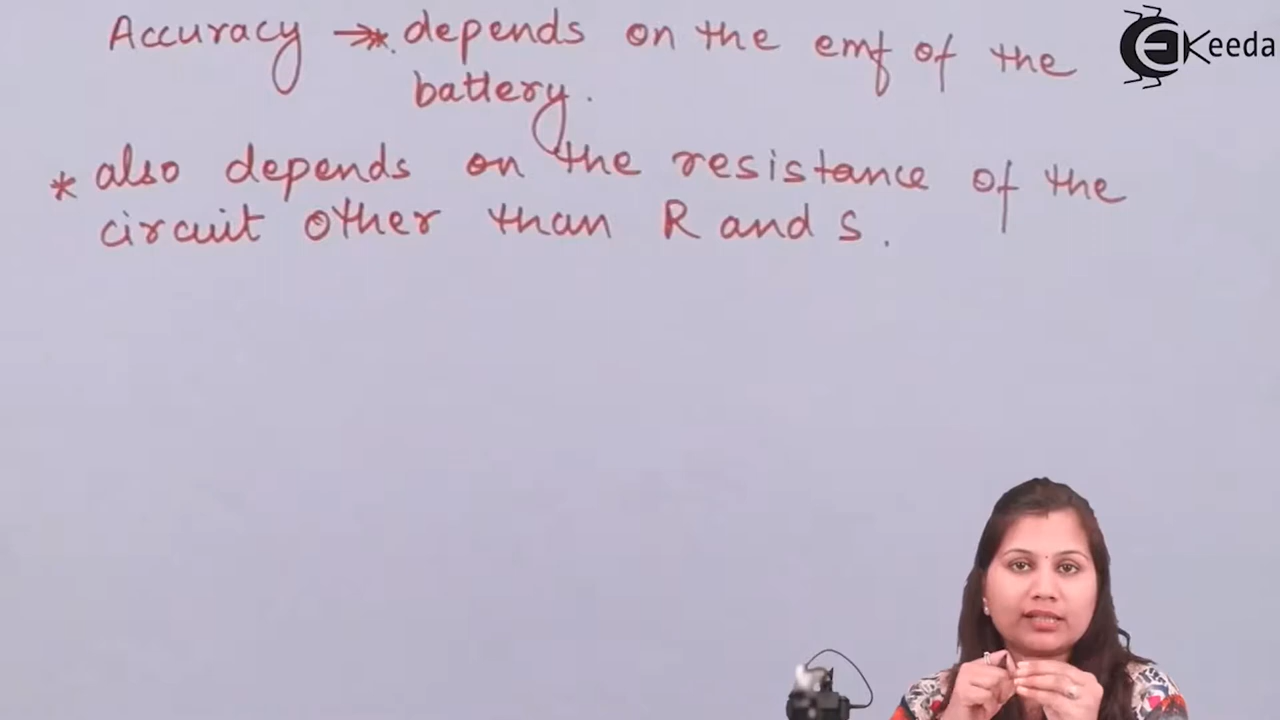 Accuracy →*. depends on the emf of the
battery.
* also depends on the resistance of the
circuit other than R and S.
EKeeda